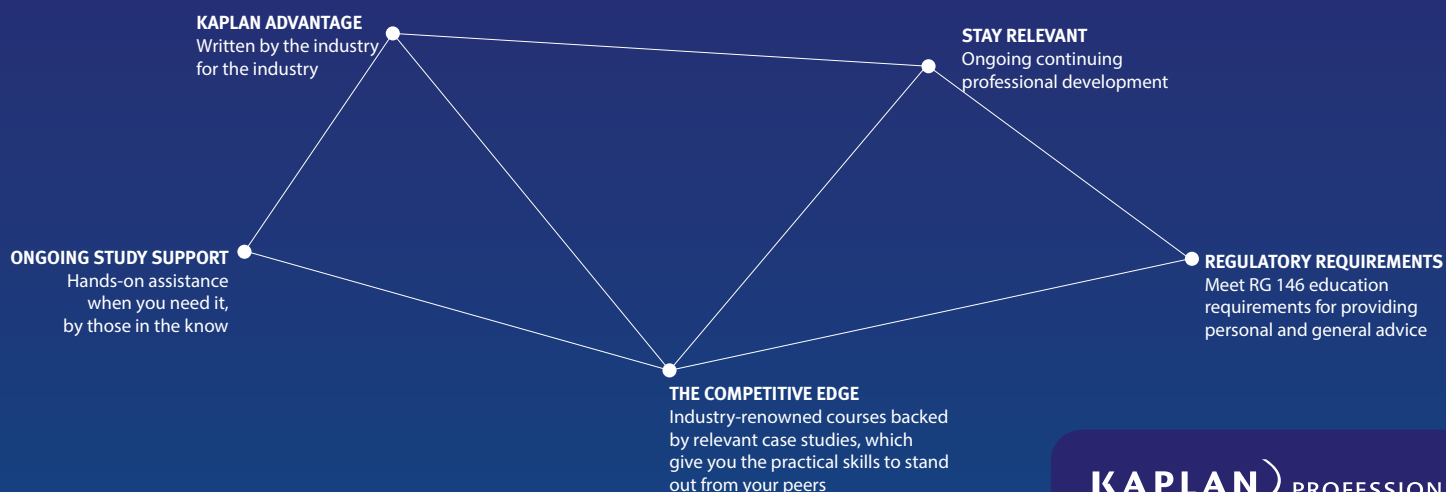 KAPLAN ADVANTAGE
Written by the industry
for the industry
STAY RELEVANT
Ongoing continuing
professional development
ONGOING STUDY SUPPORT
Hands-on assistance
when you need it,
by those in the know
REGULATORY REQUIREMENTS
Meet RG 146 education
requirements for providing
personal and general advice
THE COMPETITIVE EDGE
Industry-renowned courses backed
by relevant case studies, which
give you the practical skills to stand
out from your peers
KAPLAN